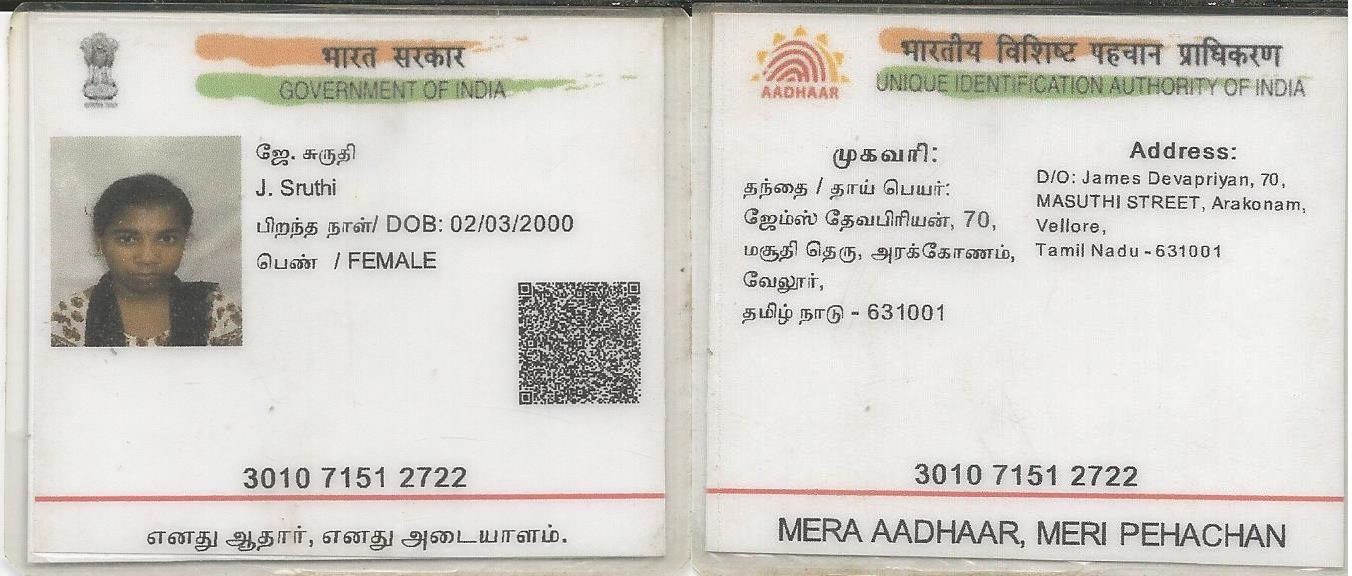 भारत सरकार
GOVERNMENT OF INDIA
ஜே. சுருதி
J. Sruthi
பிறந்த நாள்/ DOB: 02/03/2000
பெண் / FEMALE
3010 7151 2722
எனது ஆதார், எனது அடையாளம்.
भारतीय विशिष्ट पहचान प्राधिकरण
UNIQUE IDENTIFICATION AUTHORITY OF INDIA
AADHAAR
முகவரி:
தந்தை / தாய் பெயர்:
ஜேம்ஸ் தேவபிரியன், 70,
மசூதி தெரு, அரக்கோணம்,
வேலூர்,
தமிழ் நாடு - 631001
Address:
D/O: James Devapriyan, 70,
MASUTHI STREET, Arakonam,
Vellore,
Tamil Nadu - 631001
3010 7151 2722
MERA AADHAAR, MERI PEHACHAN